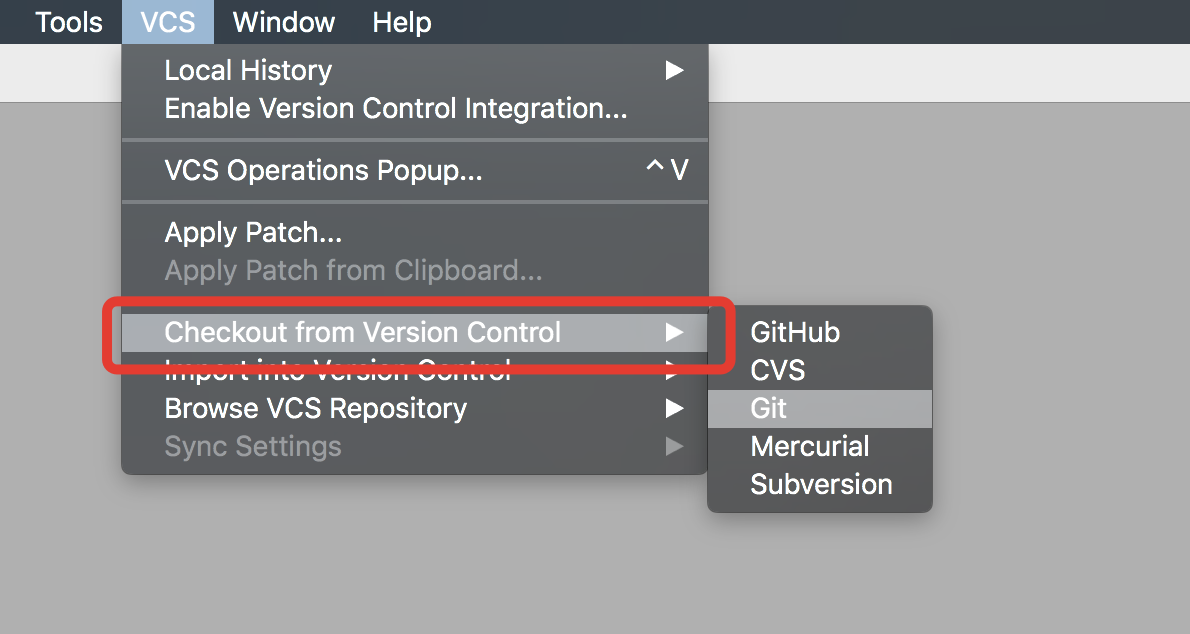 Tools VCS Window Help
Local History
Enable Version Control Integration...
VCS Operations Popup... ^V
Apply Patch...
Apply Patch from Clipboard...
Checkout from Version Control
Import into Version Control
Browse VCS Repository
Sync Settings
GitHub
CVS
Git
Mercurial
Subversion